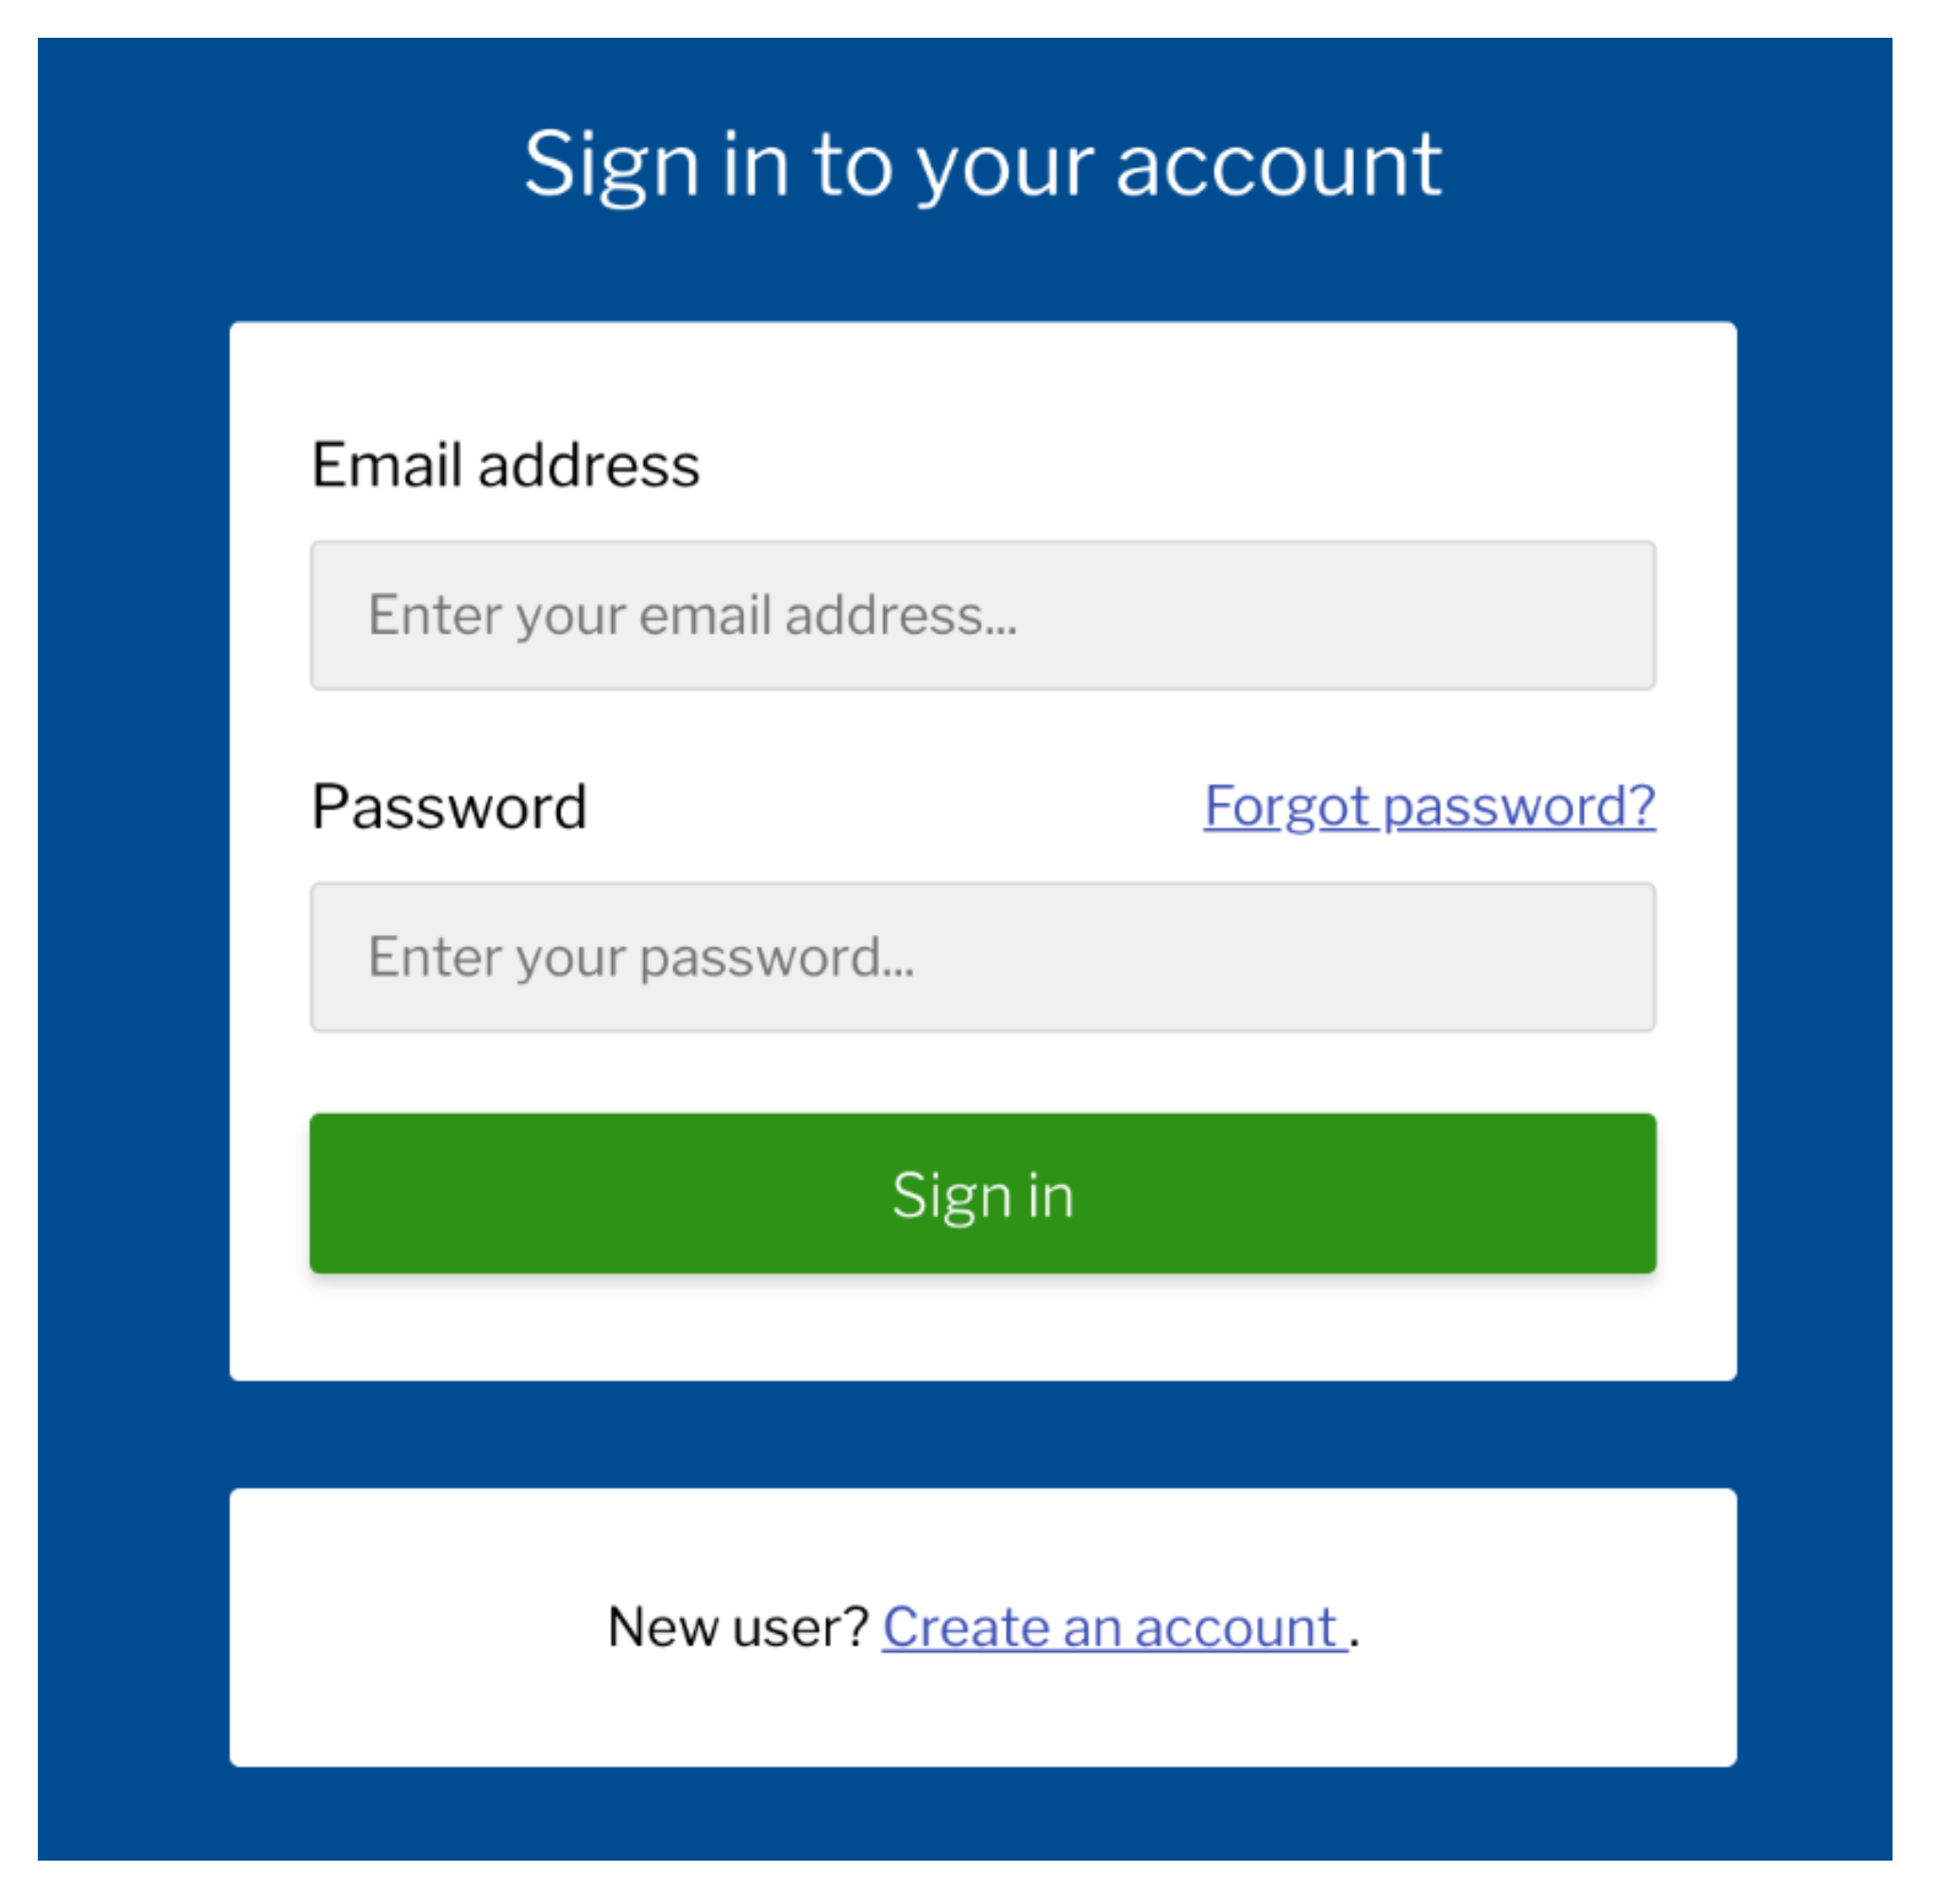 Sign in to your account
Email address
Enter your email address...
Password Forgot password?
Enter your password...
Sign in
New user? Create an account .